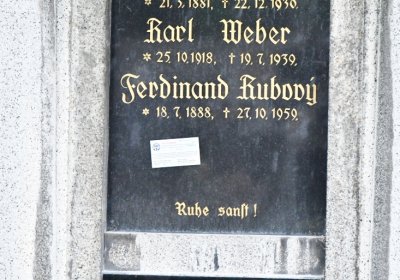 * 21.3.1881, † 22.12.1930.
Karl Weber
* 25.10.1918, † 19.7.1939.
Ferdinand Kubový
* 18.7.1888, † 27.10.1959.
Ruhe sanft !